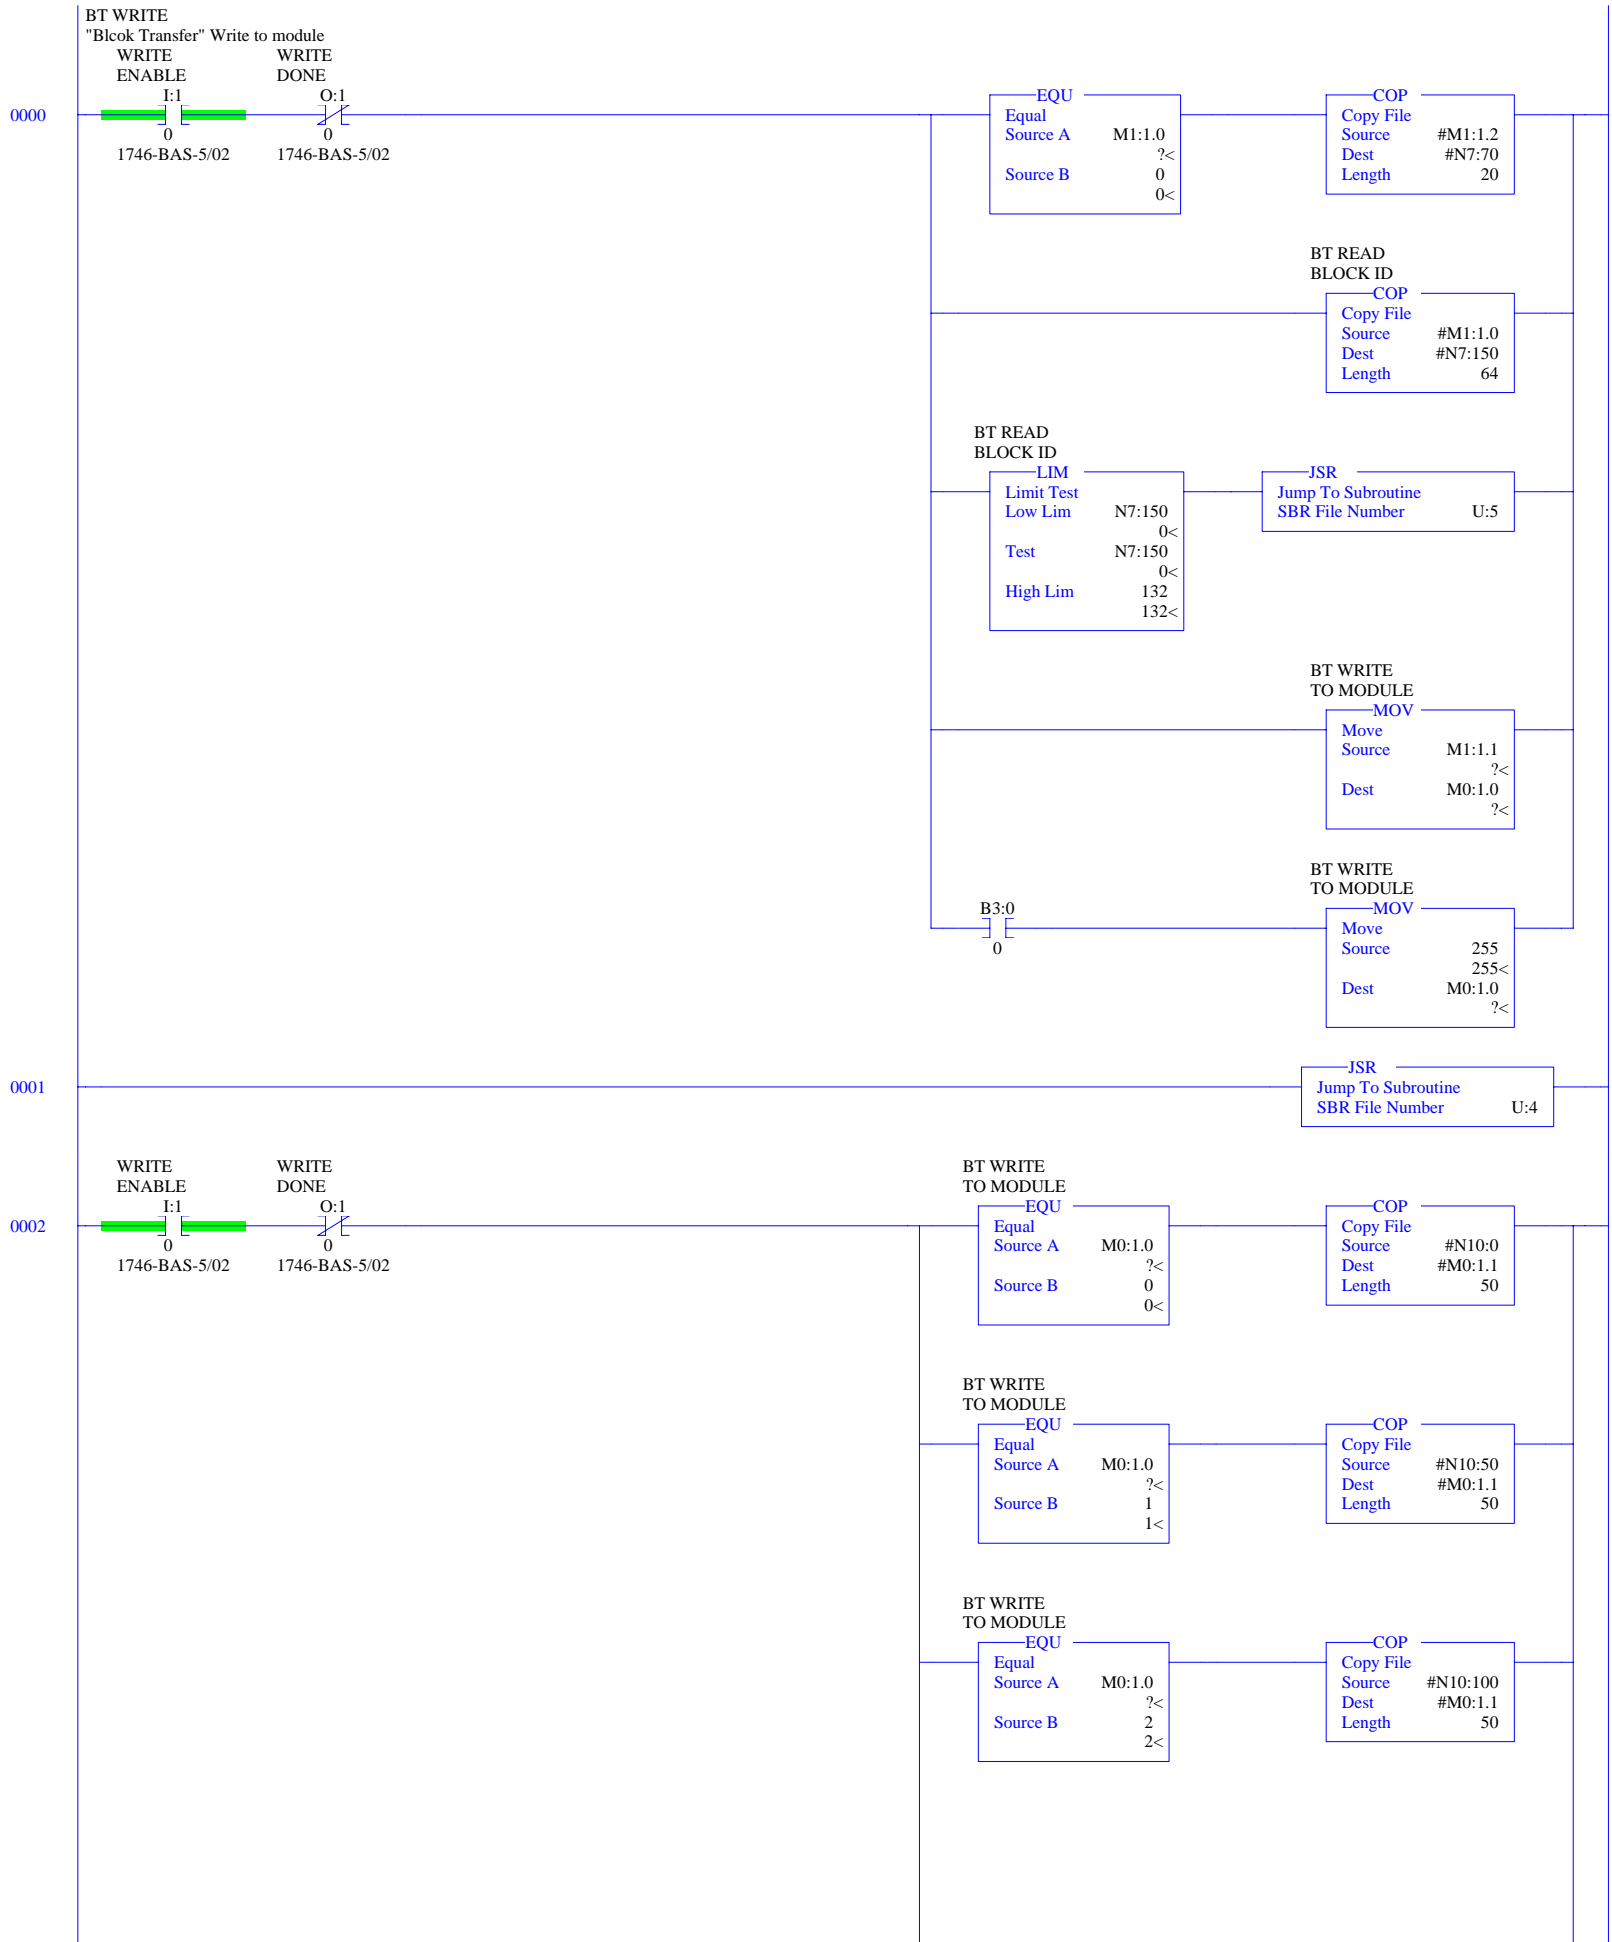 BT WRITE
"Blcok Transfer" Write to module
WRITE ENABLE
I:1
0
1746-BAS-5/02
WRITE DONE
O:1
0
1746-BAS-5/02
0000
EQU
Equal
Source A M1:1.0
?<
Source B 0
0<
COP
Copy File
Source #M1:1.2
Dest #N7:70
Length 20
BT READ
BLOCK ID
COP
Copy File
Source #M1:1.0
Dest #N7:150
Length 64
BT READ
BLOCK ID
LIM
Limit Test
Low Lim N7:150
0<
Test N7:150
0<
High Lim 132
132<
JSR
Jump To Subroutine
SBR File Number U:5
BT WRITE
TO MODULE
MOV
Move
Source M1:1.1
?<
Dest M0:1.0
?<
B3:0
0
BT WRITE
TO MODULE
MOV
Move
Source 255
255<
Dest M0:1.0
?<
0001
JSR
Jump To Subroutine
SBR File Number U:4
WRITE
ENABLE
I:1
0
1746-BAS-5/02
WRITE
DONE
O:1
0
1746-BAS-5/02
0002
BT WRITE
TO MODULE
EQU
Equal
Source A M0:1.0
?<
Source B 0
0<
COP
Copy File
Source #N10:0
Dest #M0:1.1
Length 50
BT WRITE
TO MODULE
EQU
Equal
Source A M0:1.0
?<
Source B 1
1<
COP
Copy File
Source #N10:50
Dest #M0:1.1
Length 50
BT WRITE
TO MODULE
EQU
Equal
Source A M0:1.0
?<
Source B 2
2<
COP
Copy File
Source #N10:100
Dest #M0:1.1
Length 50